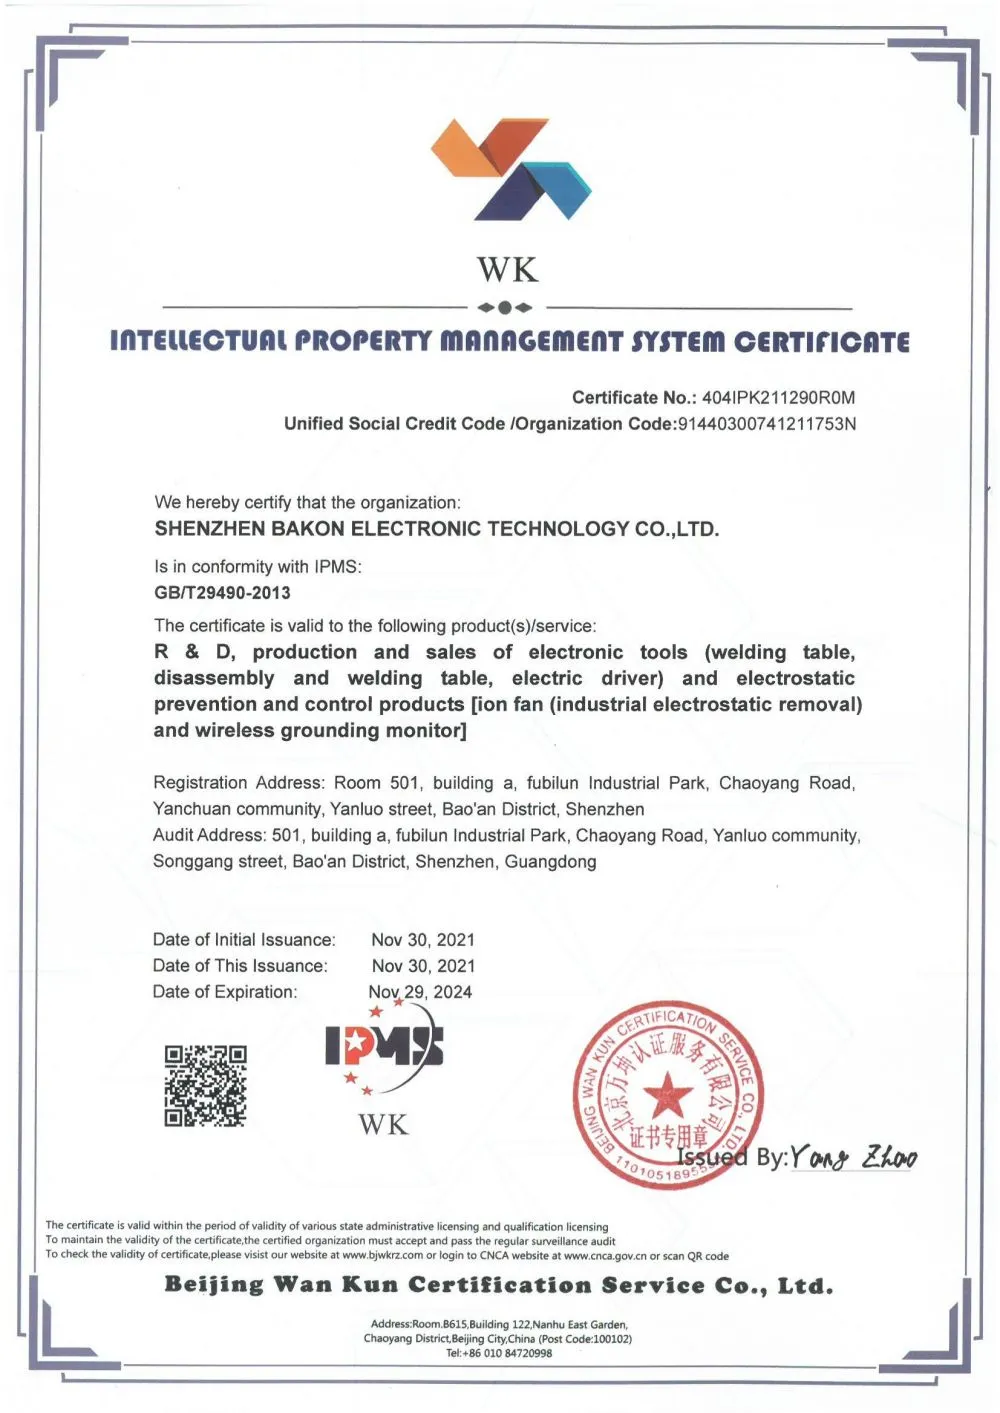 WK
INTELLECTUAL PROPERTY MANAGEMENT SYSTEM CERTIFICATE
Certificate No.: 404IPK211290R0M
Unified Social Credit Code /Organization Code:91440300741211753N
We hereby certify that the organization:
SHENZHEN BAKON ELECTRONIC TECHNOLOGY CO.,LTD.
Is in conformity with IPMS:
GB/T29490-2013
The certificate is valid to the following product(s)/service:
R & D, production and sales of electronic tools (welding table,
disassembly and welding table, electric driver) and electrostatic
prevention and control products [ion fan (industrial electrostatic removal)
and wireless grounding monitor]
Registration Address: Room 501, building a, fubilun Industrial Park, Chaoyang Road,
Yanchuan community, Yanluo street, Bao'an District, Shenzhen
Audit Address: 501, building a, fubilun Industrial Park, Chaoyang Road, Yanluo community,
Songgang street, Bao'an District, Shenzhen, Guangdong
Date of Initial Issuance: Nov 30, 2021
Date of This Issuance: Nov 30, 2021
Date of Expiration: Nov 29, 2024
IPMS
WK
BEIJING WAN KUN CERTIFICATION SERVICE CO., LTD.
北京万坤认证服务有限公司
证书专用章
Issued By:Yang Zhao
The certificate is valid within the period of validity of various state administrative licensing and qualification licensing
To maintain the validity of the certificate,the certified organization must accept and pass the regular surveillance audit
To check the validity of certificate,please visist our website at www.bjwkrz.com or login to CNCA website at www.cnca.gov.cn or scan QR code
Beijing Wan Kun Certification Service Co., Ltd.
Address:Room.B615,Building 122,Nanhu East Garden,
Chaoyang District,Beijing City,China (Post Code:100102)
Tel:+86 010 84720998